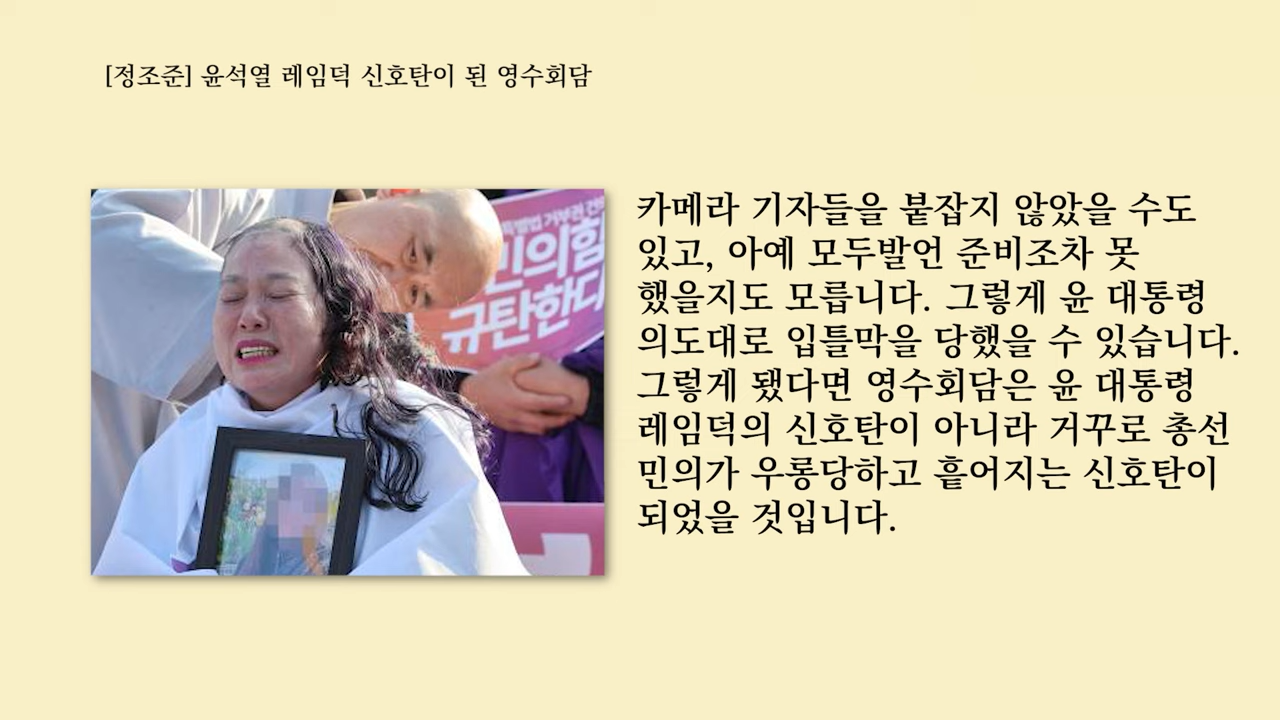 [정조준] 윤석열 레임덕 신호탄이 된 영수회담
특별법 거부권 건
민의힘
규탄한다
카메라 기자들을 붙잡지 않았을 수도
있고, 아예 모두발언 준비조차 못
했을지도 모릅니다. 그렇게 윤 대통령
의도대로 입틀막을 당했을 수 있습니다.
그렇게 됐다면 영수회담은 윤 대통령
레임덕의 신호탄이 아니라 거꾸로 총선
민의가 우롱당하고 흩어지는 신호탄이
되었을 것입니다.